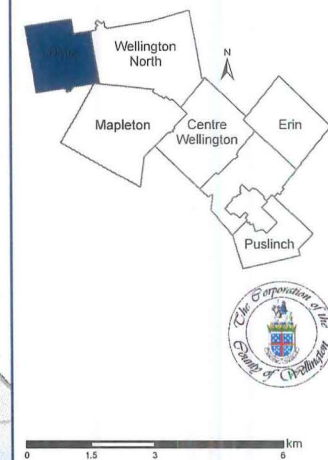 Minto
Wellington
North
N
Mapleton
Centre
Wellington
Erin
Puslinch
The Corporation of the
County of Wellington
km
0 1.5 3 6